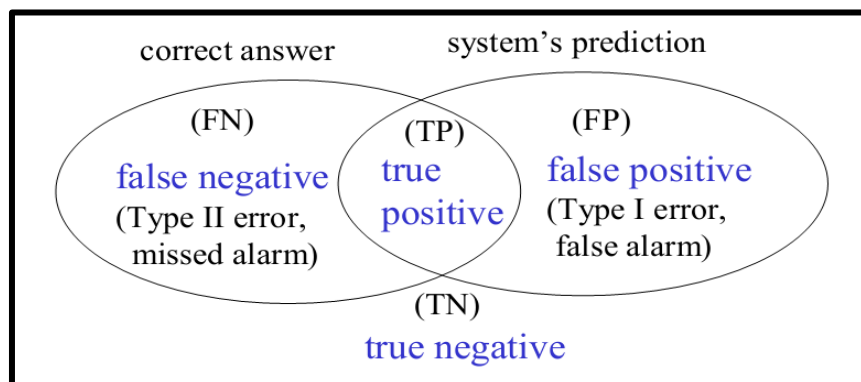 correct answer
system's prediction
(FN)
false negative
(Type II error,
missed alarm)
(TP)
true
positive
(FP)
false positive
(Type I error,
false alarm)
(TN)
true negative